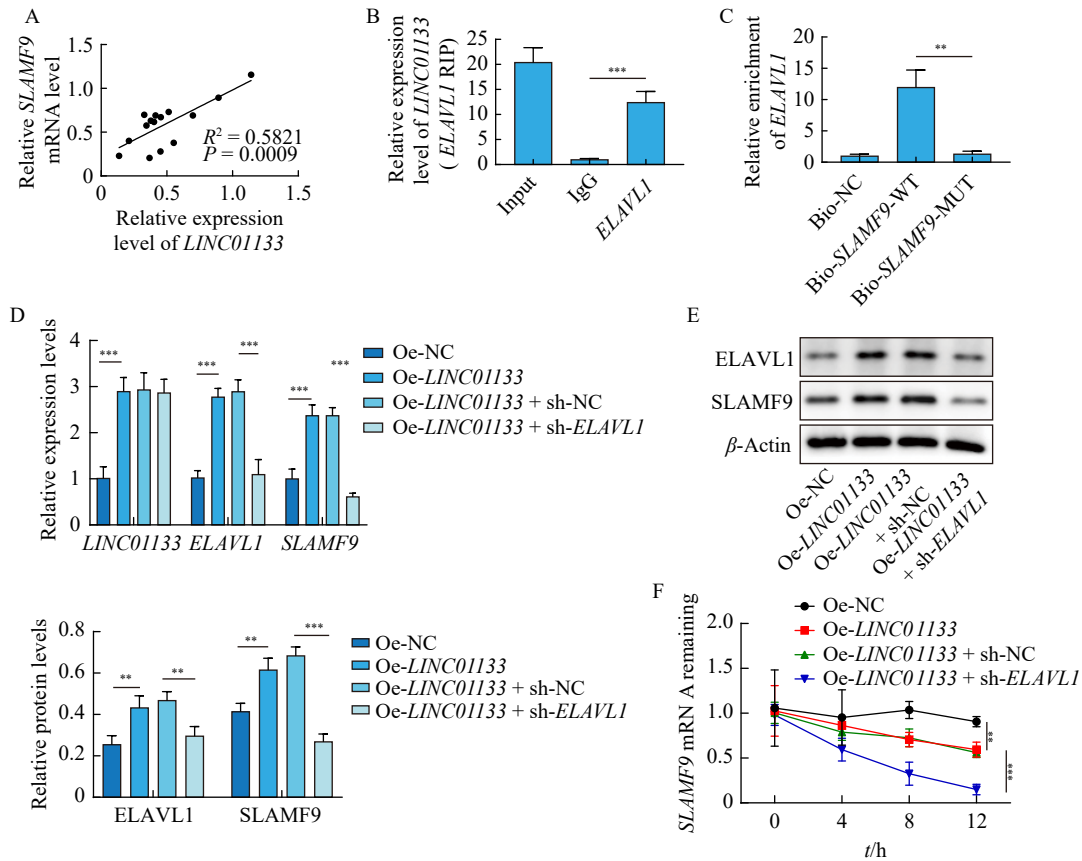 A
Relative SLAMF9
mRNA level
1.5
1.0
0.5
0
0
0.5
1.0
1.5
R² = 0.5821
P = 0.0009
Relative expression
level of LINC01133
B
Relative expression
level of LINC01133
( ELAVL1 RIP)
25
20
15
10
5
0
***
Input
IgG
ELAVL1
C
Relative enrichment
of ELAVL1
20
15
10
5
0
**
Bio-NC
Bio-SLAMF9-WT
Bio-SLAMF9-MUT
D
Relative expression levels
4
3
2
1
0
***
***
***
***
***
LINC01133
ELAVL1
SLAMF9
Oe-NC
Oe-LINC01133
Oe-LINC01133 + sh-NC
Oe-LINC01133 + sh-ELAVL1
Relative protein levels
0.8
0.6
0.4
0.2
0
**
**
**
***
ELAVL1
SLAMF9
Oe-NC
Oe-LINC01133
Oe-LINC01133 + sh-NC
Oe-LINC01133 + sh-ELAVL1
E
ELAVL1
SLAMF9
β-Actin
Oe-NC
Oe-LINC01133
Oe-LINC01133
+ sh-NC
Oe-LINC01133
+ sh-ELAVL1
F
Oe-NC
Oe-LINC01133
Oe-LINC01133 + sh-NC
Oe-LINC01133 + sh-ELAVL1
SLAMF9 mRN A remaining
2.0
1.5
1.0
0.5
0
**
***
0
4
8
12
t/h